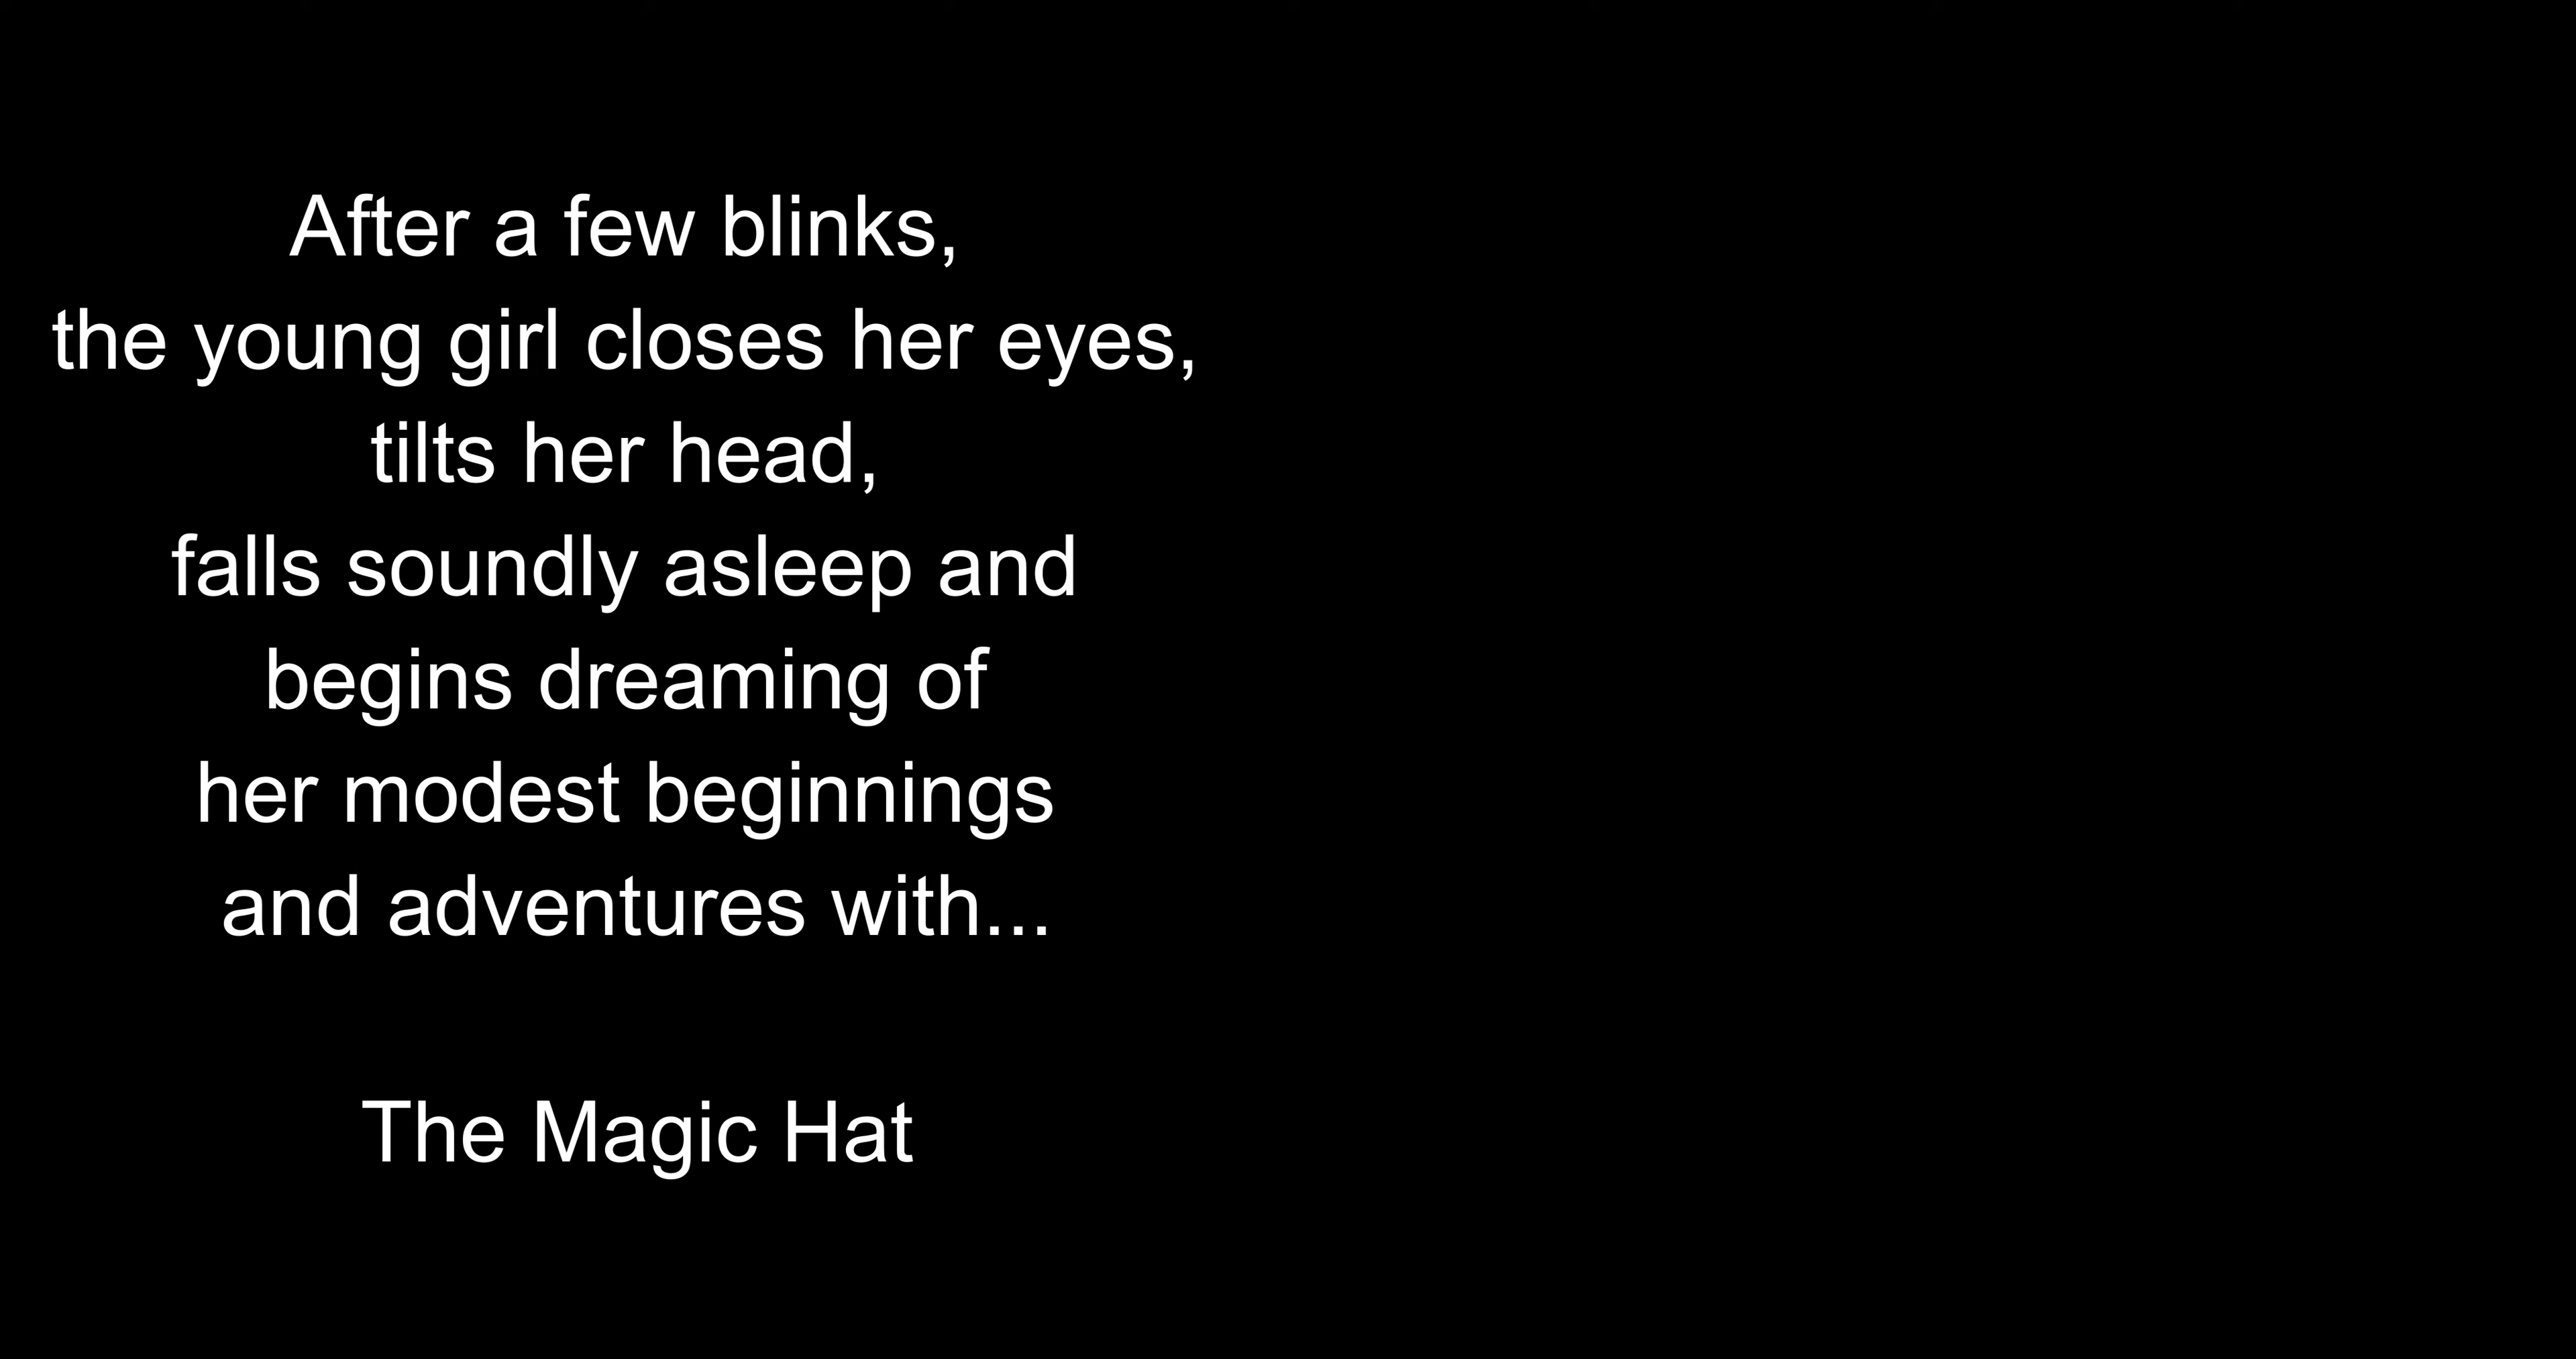 After a few blinks,
the young girl closes her eyes,
tilts her head,
falls soundly asleep and
begins dreaming of
her modest beginnings
and adventures with...
The Magic Hat